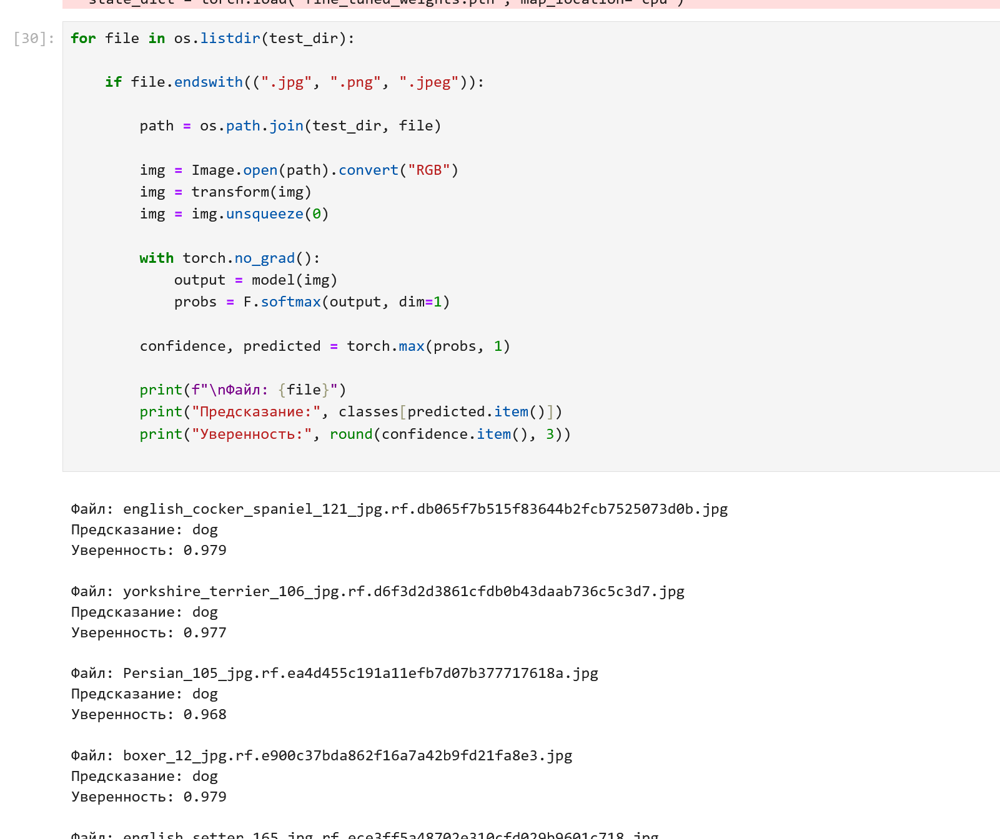 state_dict = torch.load("fine_tuned_weights.pth", map_location="cpu")
[30]: for file in os.listdir(test_dir):
if file.endswith((".jpg", ".png", ".jpeg")):
path = os.path.join(test_dir, file)
img = Image.open(path).convert("RGB")
img = transform(img)
img = img.unsqueeze(0)
with torch.no_grad():
output = model(img)
probs = F.softmax(output, dim=1)
confidence, predicted = torch.max(probs, 1)
print(f"\nФайл: {file}")
print("Предсказание:", classes[predicted.item()])
print("Уверенность:", round(confidence.item(), 3))
Файл: english_cocker_spaniel_121_jpg.rf.db065f7b515f83644b2fcb7525073d0b.jpg
Предсказание: dog
Уверенность: 0.979
Файл: yorkshire_terrier_106_jpg.rf.d6f3d2d3861cfdb0b43daab736c5c3d7.jpg
Предсказание: dog
Уверенность: 0.977
Файл: Persian_105_jpg.rf.ea4d455c191a11efb7d07b377717618a.jpg
Предсказание: dog
Уверенность: 0.968
Файл: boxer_12_jpg.rf.e900c37bda862f16a7a42b9fd21fa8e3.jpg
Предсказание: dog
Уверенность: 0.979
Файл: english_setter_165_jpg.rf.ece3ff5a48702e310cfd029b9601c718.jpg